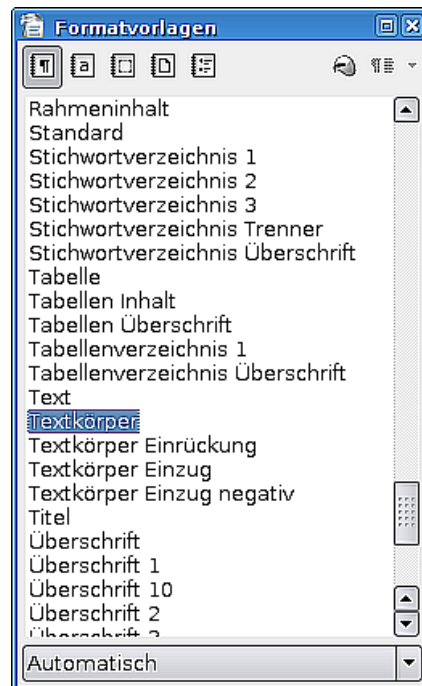 Formatvorlagen
Rahmeninhalt
Standard
Stichwortverzeichnis 1
Stichwortverzeichnis 2
Stichwortverzeichnis 3
Stichwortverzeichnis Trenner
Stichwortverzeichnis Überschrift
Tabelle
Tabellen Inhalt
Tabellen Überschrift
Tabellenverzeichnis 1
Tabellenverzeichnis Überschrift
Text
Textkörper
Textkörper Einrückung
Textkörper Einzug
Textkörper Einzug negativ
Titel
Überschrift
Überschrift 1
Überschrift 10
Überschrift 2
Überschrift 3
Automatisch